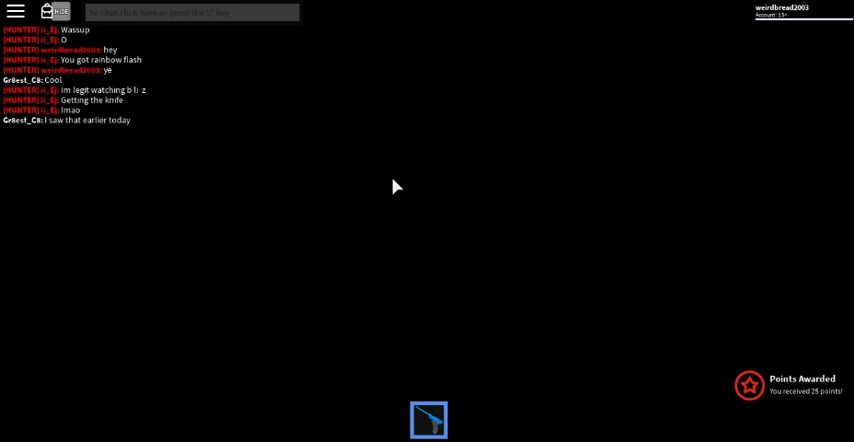 HIDE
To chat click here or press the "/" key
weirdbread2003
Account: 13+
[HUNTER] ii_Ej: Wassup
[HUNTER] ii_Ej: O
[HUNTER] weirdbread2003: hey
[HUNTER] ii_Ej: You got rainbow flash
[HUNTER] weirdbread2003: ye
Gr8est_C8: Cool
[HUNTER] ii_Ej: Im legit watching b li z
[HUNTER] ii_Ej: Getting the knife
[HUNTER] ii_Ej: lmao
Gr8est_C8: I saw that earlier today
Points Awarded
You received 25 points!